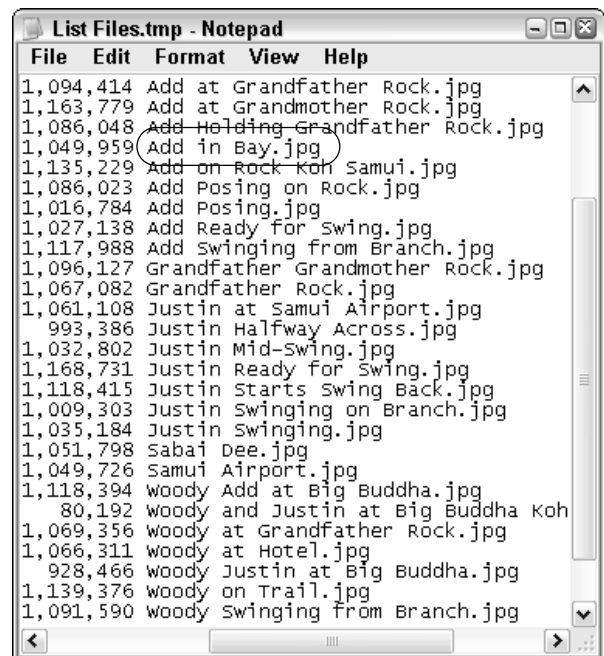 List Files.tmp - Notepad
File Edit Format View Help
1,094,414 Add at Grandfather Rock.jpg
1,163,779 Add at Grandmother Rock.jpg
1,086,048 Add Holding Grandfather Rock.jpg
1,049,959 Add in Bay.jpg
1,135,229 Add on Rock Koh Samui.jpg
1,086,023 Add Posing on Rock.jpg
1,016,784 Add Posing.jpg
1,027,138 Add Ready for Swing.jpg
1,117,988 Add Swinging from Branch.jpg
1,096,127 Grandfather Grandmother Rock.jpg
1,067,082 Grandfather Rock.jpg
1,061,108 Justin at Samui Airport.jpg
993,386 Justin Halfway Across.jpg
1,032,802 Justin Mid-Swing.jpg
1,168,731 Justin Ready for Swing.jpg
1,118,415 Justin Starts Swing Back.jpg
1,009,303 Justin Swinging on Branch.jpg
1,035,184 Justin Swinging.jpg
1,051,798 Sabai Dee.jpg
1,049,726 Samui Airport.jpg
1,118,394 Woody Add at Big Buddha.jpg
80,192 Woody and Justin at Big Buddha Koh
1,069,356 Woody at Grandfather Rock.jpg
1,066,311 Woody at Hotel.jpg
928,466 Woody Justin at Big Buddha.jpg
1,139,376 Woody on Trail.jpg
1,091,590 Woody Swinging from Branch.jpg